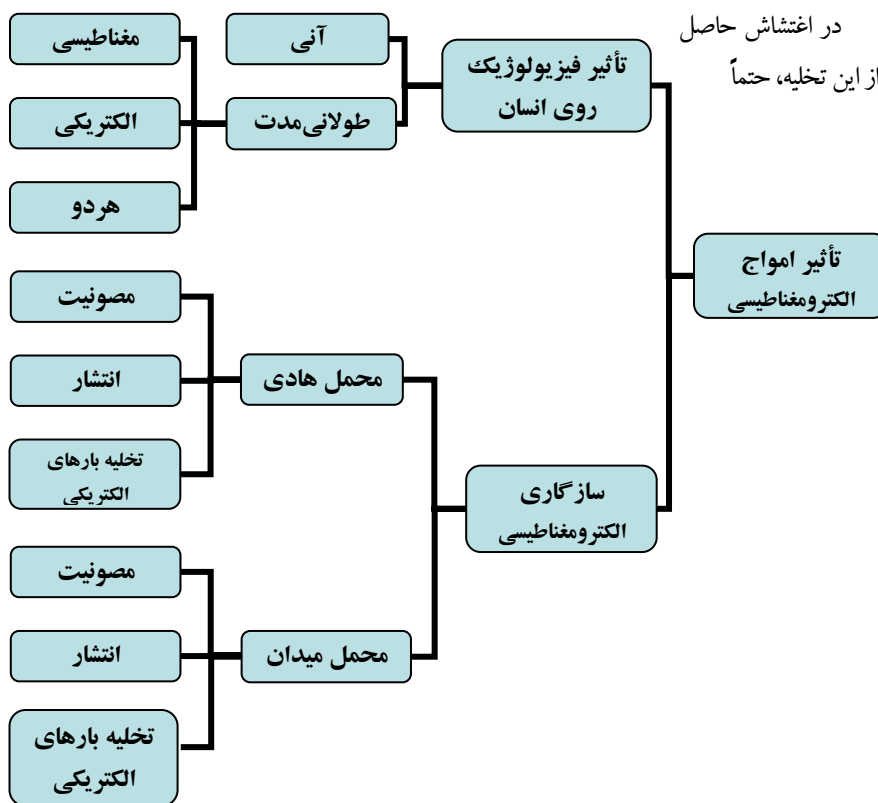 در اغتشاش حاصل
از این تخلیه، حتماً
تأثیر امواج
الکترومغناطیسی
تأثیر فیزیولوژیك
روی انسان
آنی
طولانی‌مدت
مغناطیسی
الکتریکی
هردو
سازگاری
الکترومغناطیسی
محمل هادی
مصونیت
انتشار
تخلیه بارهای
الکتریکی
محمل میدان
مصونیت
انتشار
تخلیه بارهای
الکتریکی